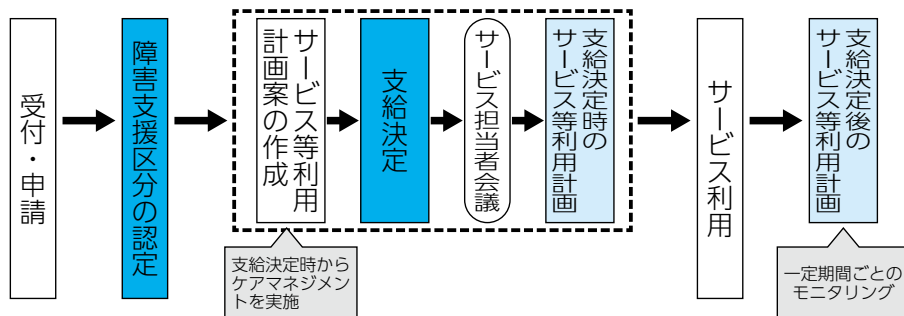 受付・申請
障害支援区分の認定
サービス等利用
計画案の作成
支給決定
サービス担当者会議
支給決定時の
サービス等利用計画
サービス利用
支給決定後の
サービス等利用計画
支給決定時から
ケアマネジメン
トを実施
一定期間ごとの
モニタリング